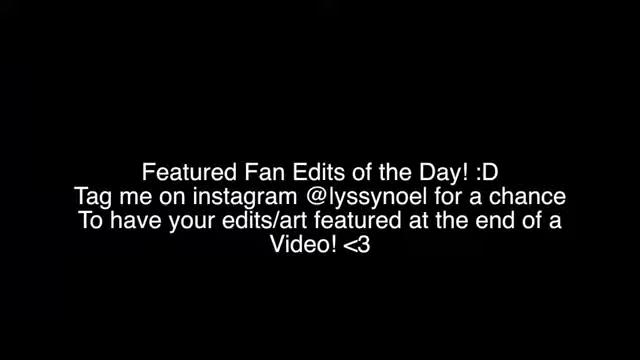 Featured Fan Edits of the Day! :D
Tag me on instagram @lyssynoel for a chance
To have your edits/art featured at the end of a
Video! <3